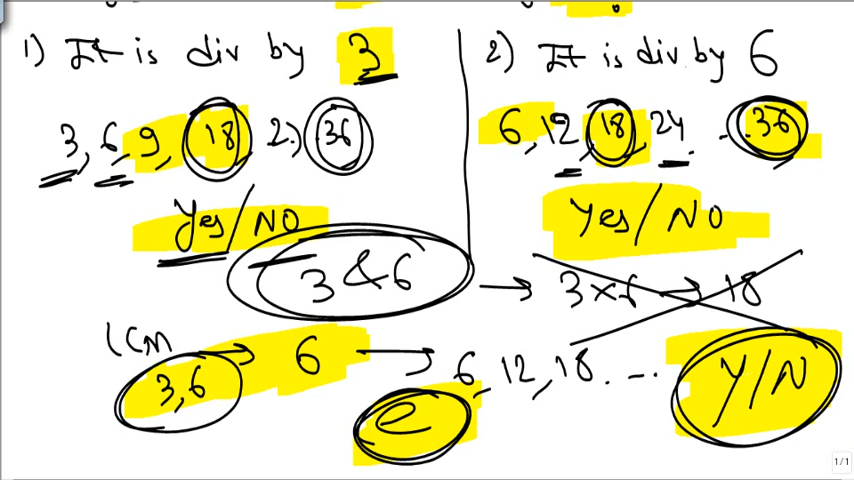 1) It is div by 3
3, 6, 9, 18 2.) 36
Yes/NO
2) It is div by 6
6, 12, 18, 24 . . . 36
Yes/NO
3 & 6 → 3×6 → 18
LCM
3,6 → 6 → 6, 12, 18 . . . .
e
Y/N
1/1